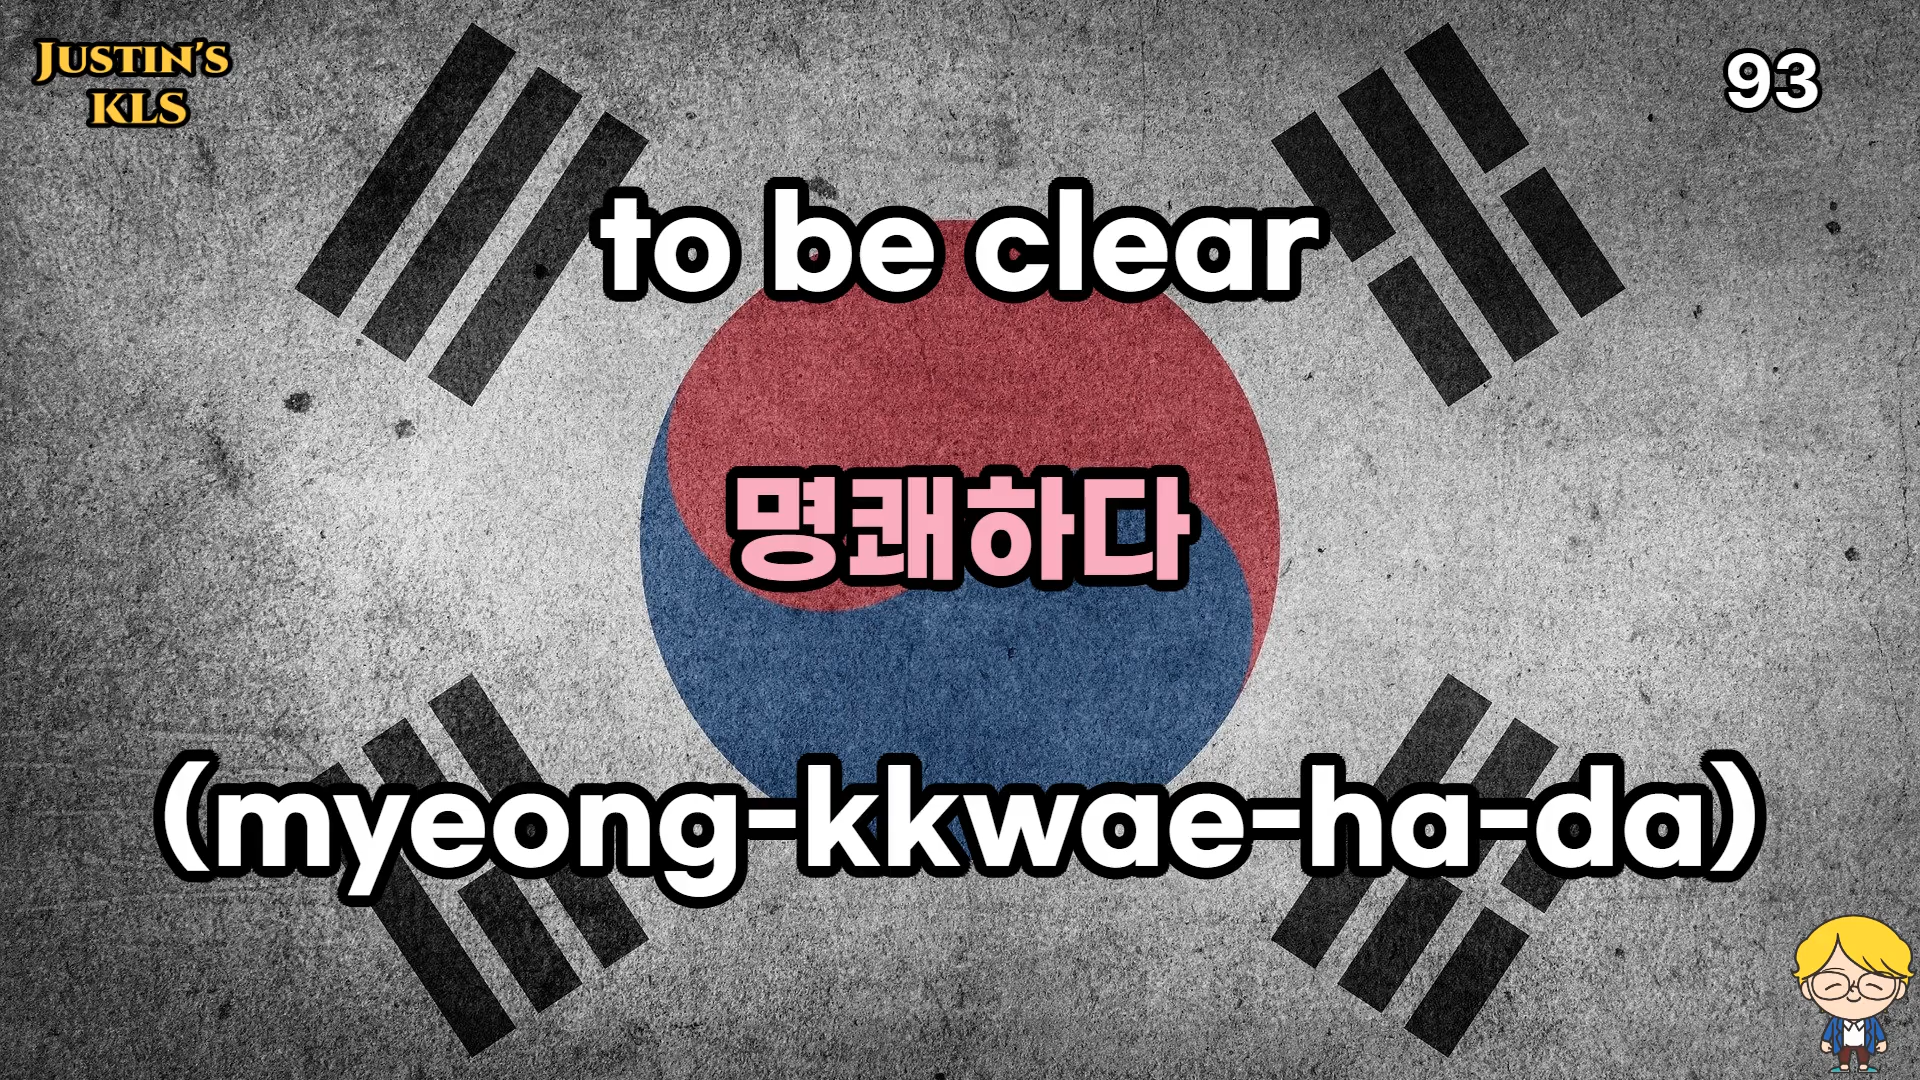 JUSTIN'S
KLS
93
to be clear
명쾌하다
(myeong-kkwae-ha-da)